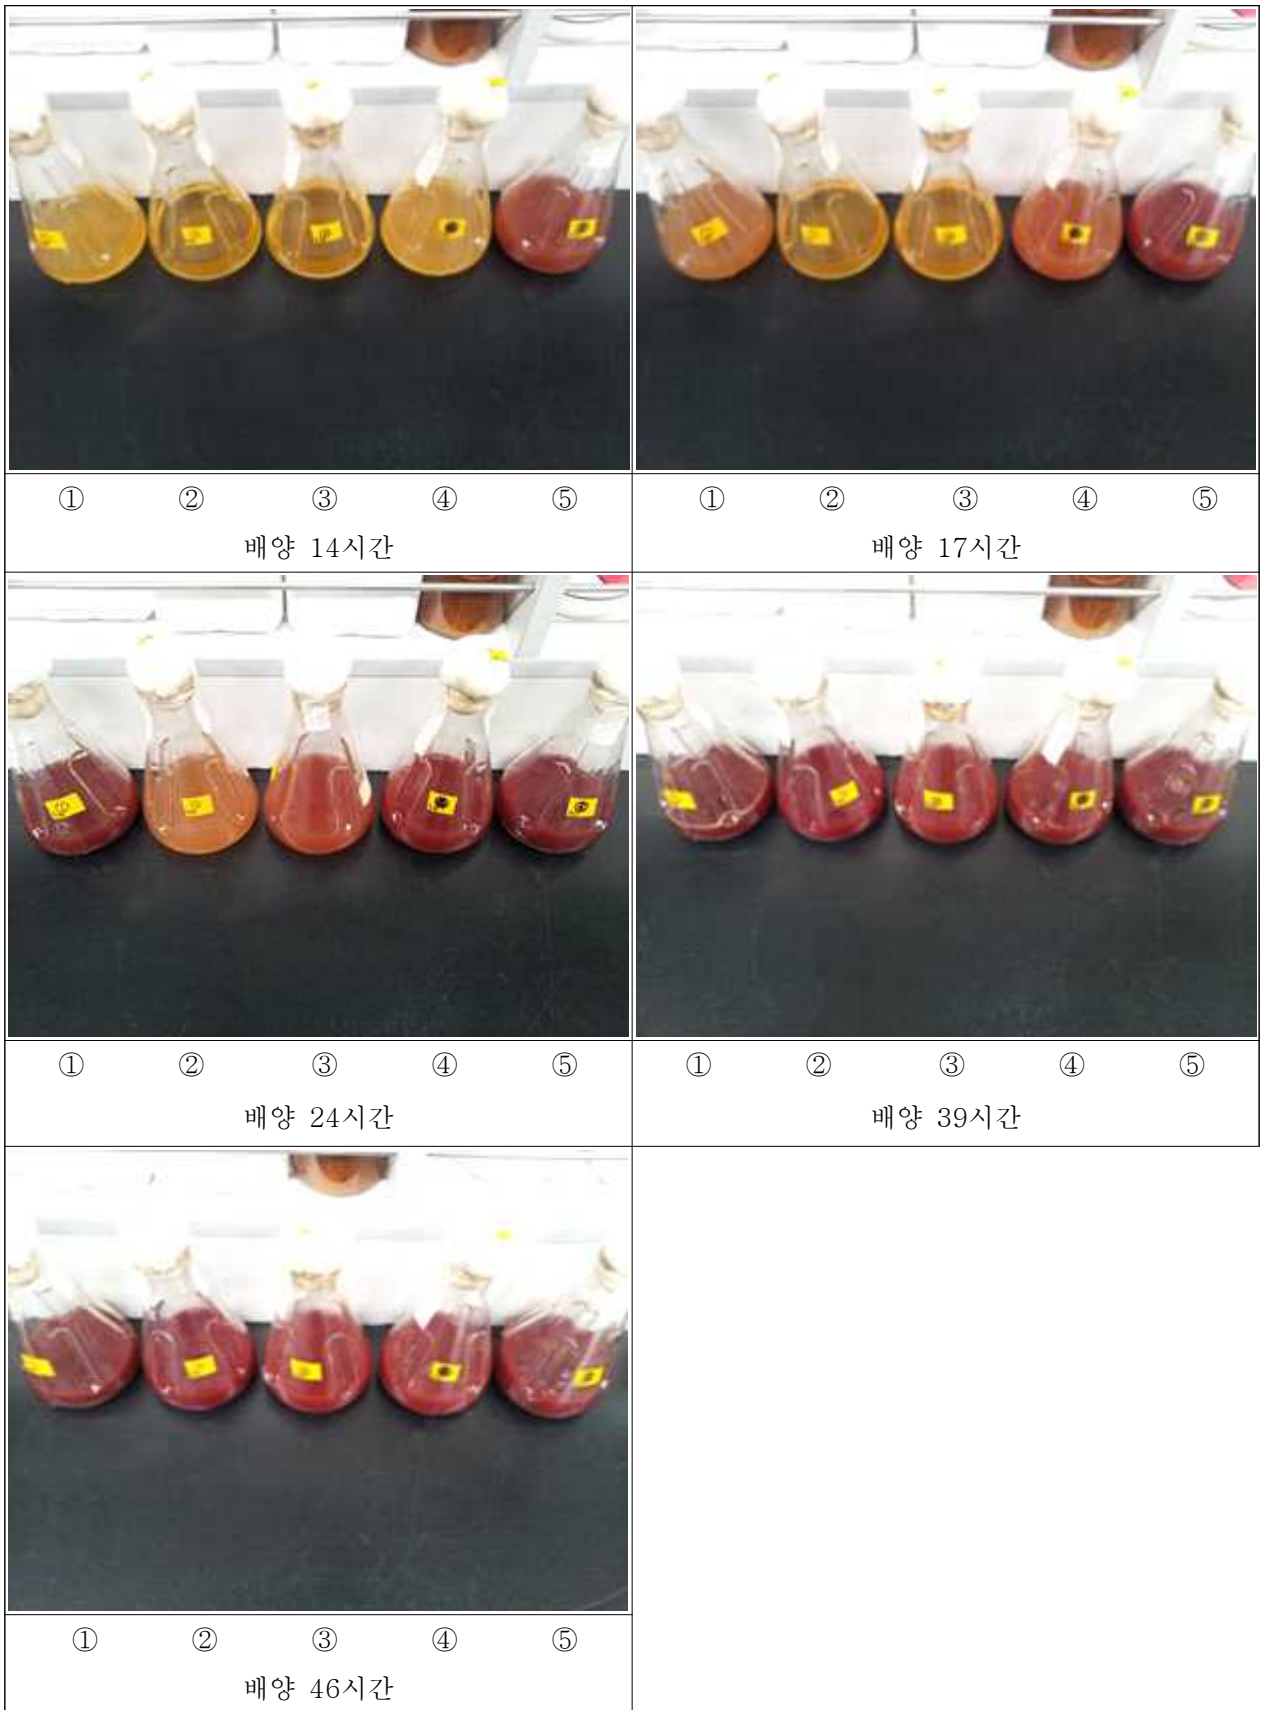 ① ② ③ ④ ⑤
배양 14시간
① ② ③ ④ ⑤
배양 17시간
① ② ③ ④ ⑤
배양 24시간
① ② ③ ④ ⑤
배양 39시간
① ② ③ ④ ⑤
배양 46시간